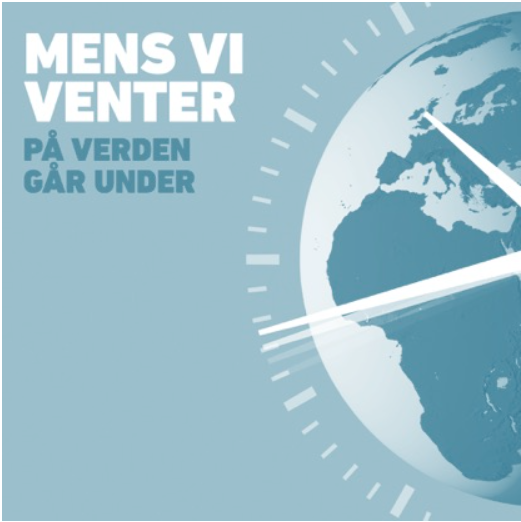 MENS VI
VENTER
PÅ VERDEN
GÅR UNDER